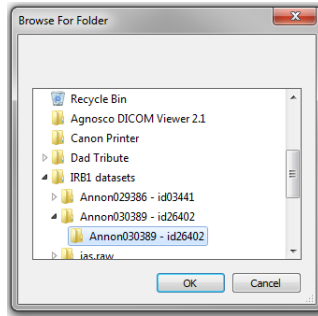 Browse For Folder
Recycle Bin
Agnosco DICOM Viewer 2.1
Canon Printer
Dad Tribute
IRB1 datasets
Annon029386 - id03441
Annon030389 - id26402
Annon030389 - id26402
ias.raw
OK Cancel